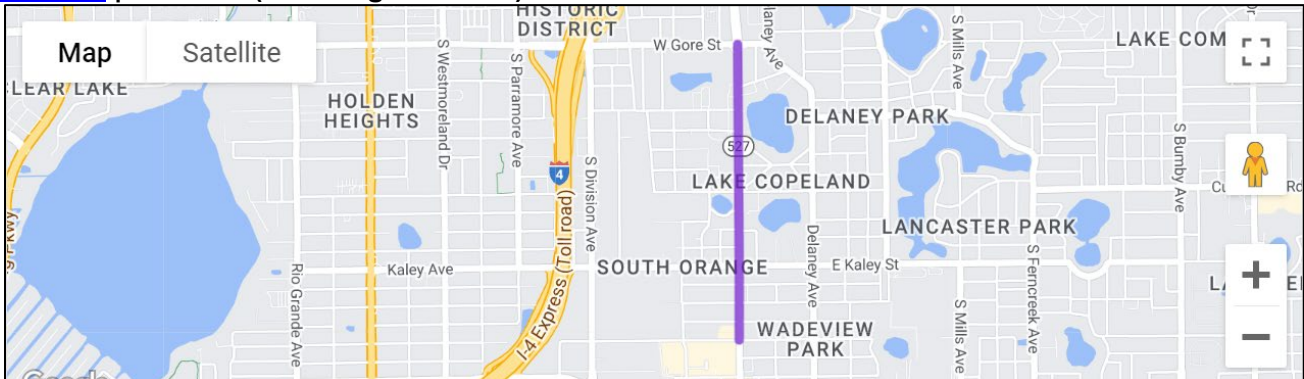 Map
Satellite
HISTORIC
DISTRICT
W Gore St
S Mills Ave
HOLDEN
HEIGHTS
S Westmoreland Dr
S Parramore Ave
4
S Division Ave
527
DELANEY PARK
LAKE COPELAND
S Bumby Ave
LANCASTER PARK
Rio Grande Ave
Kaley Ave
I-4 Express (Toll road)
SOUTH ORANGE
Delaney Ave
E Kaley St
S Ferncreek Ave
WADEVIEW
PARK
S Mills Ave
+
−